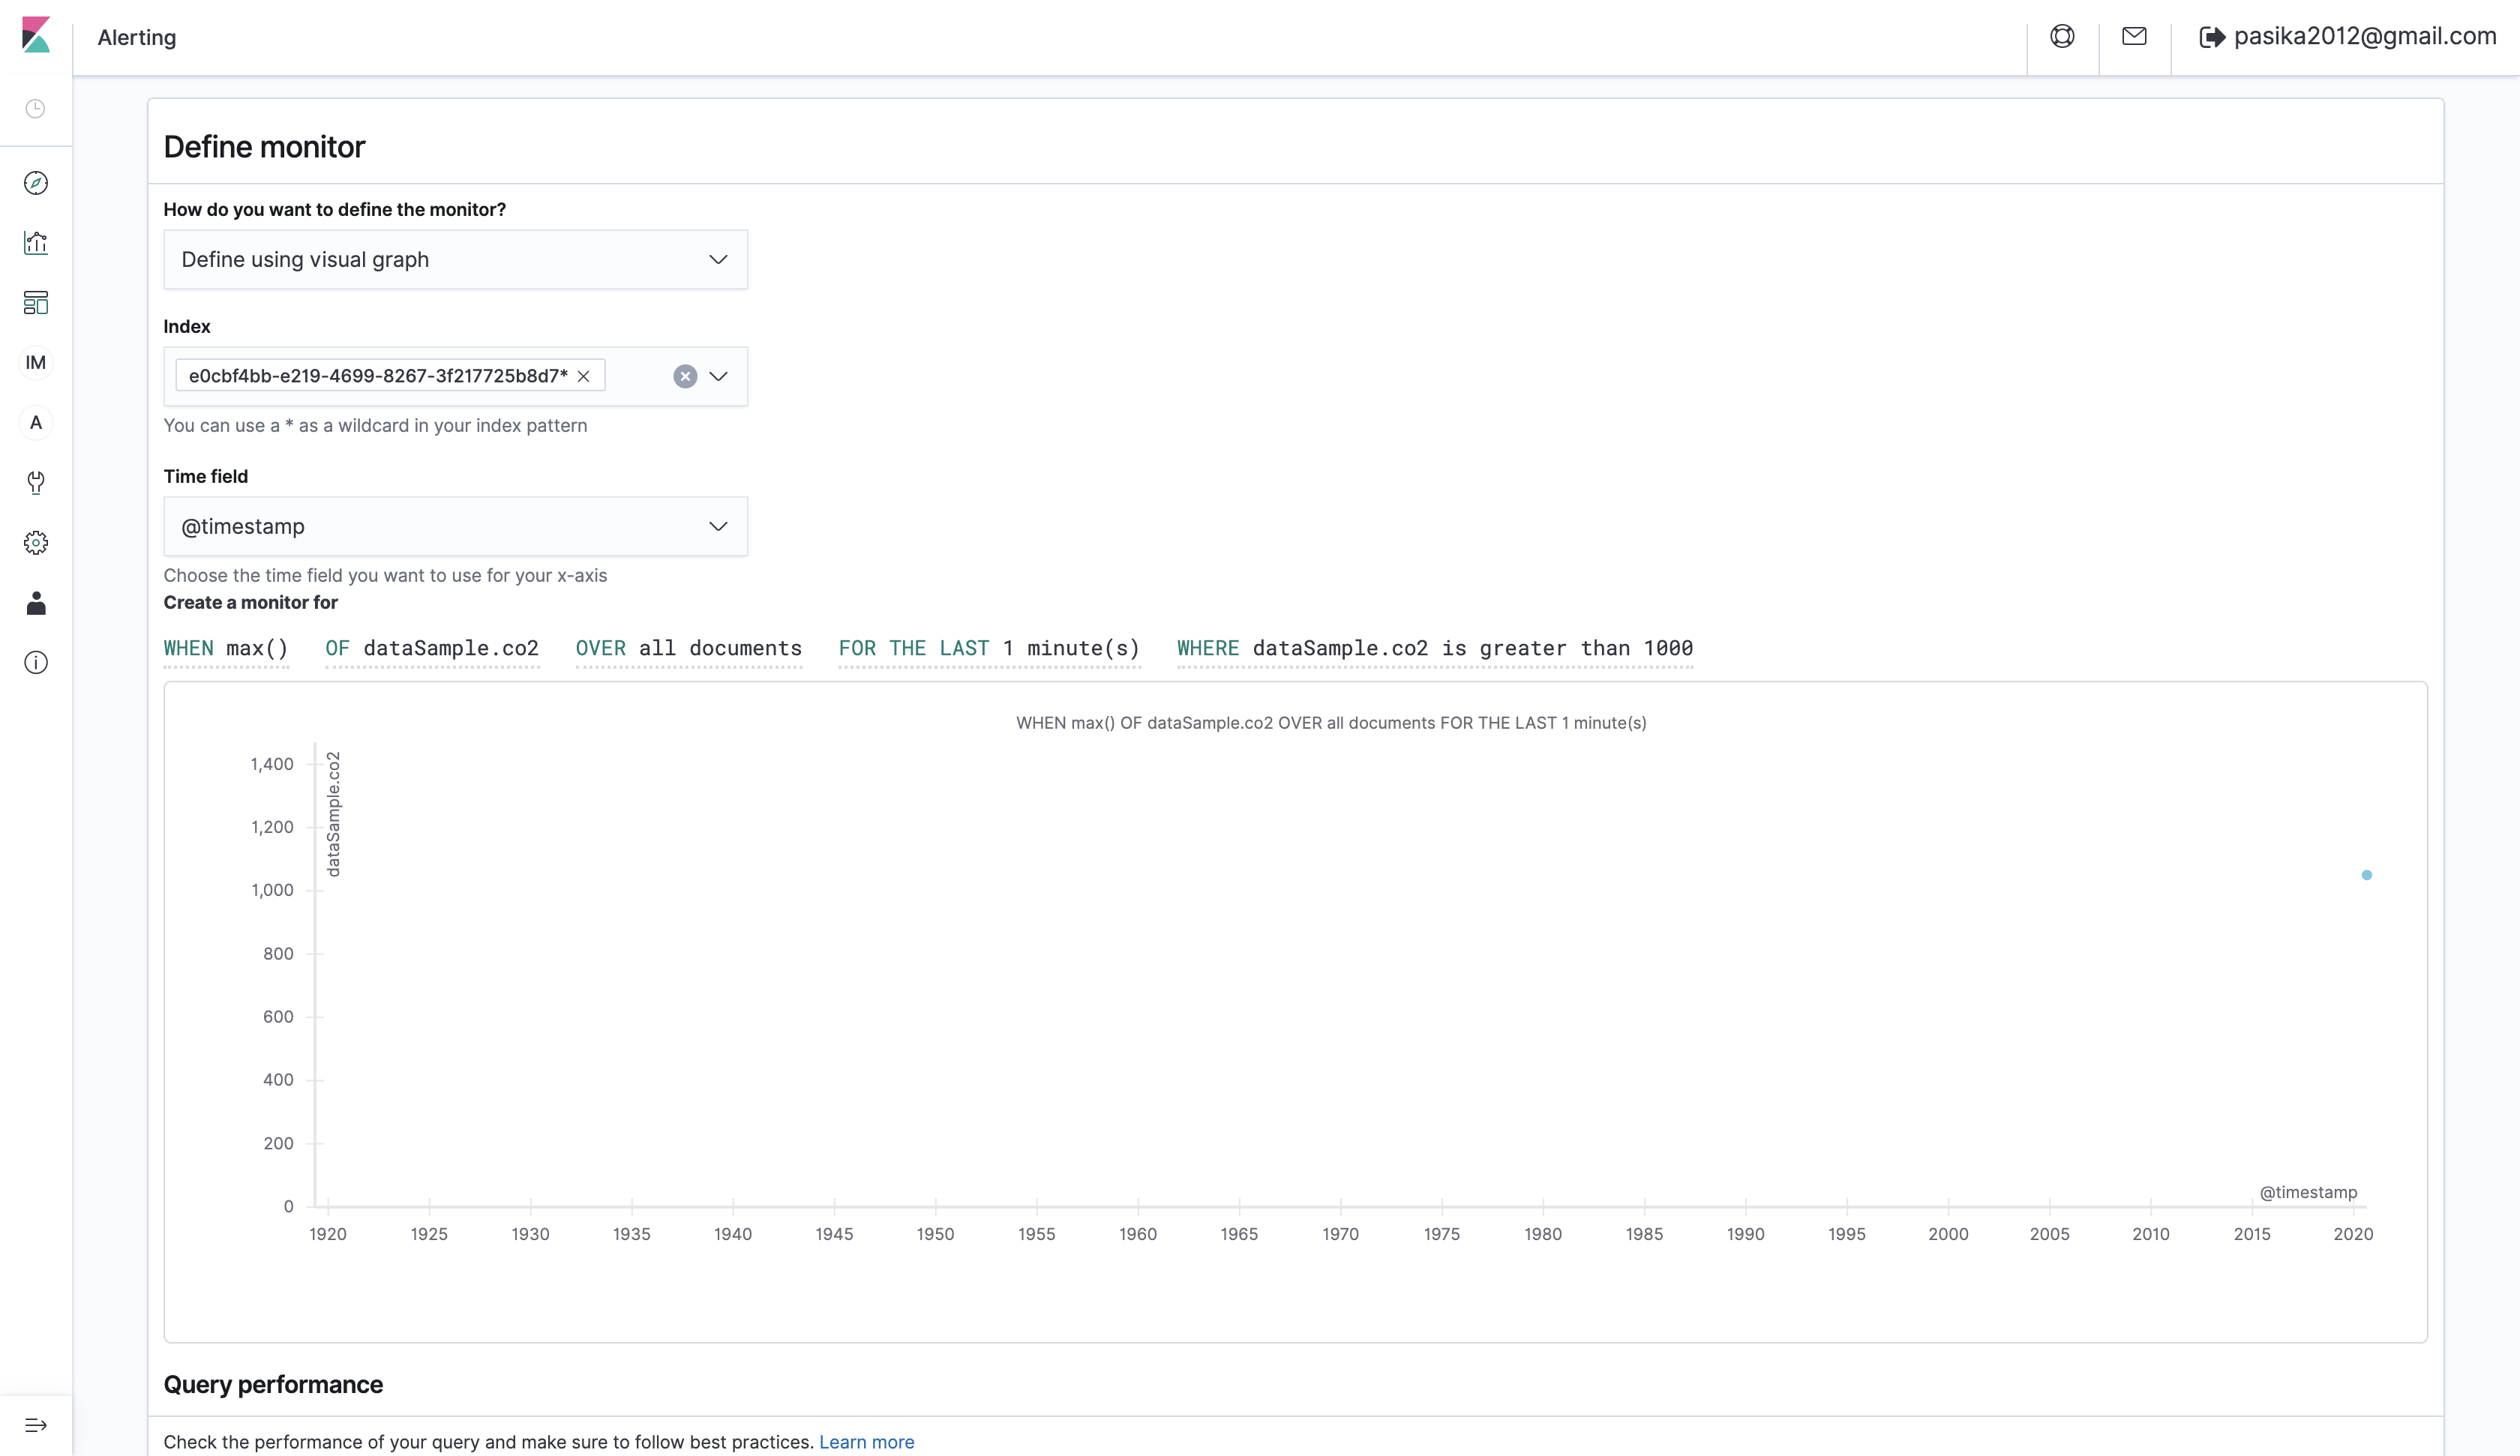 Alerting
pasika2012@gmail.com
Define monitor
How do you want to define the monitor?
Define using visual graph
Index
e0cbf4bb-e219-4699-8267-3f217725b8d7*
You can use a * as a wildcard in your index pattern
IM
A
Time field
@timestamp
Choose the time field you want to use for your x-axis
Create a monitor for
WHEN max() OF dataSample.co2 OVER all documents FOR THE LAST 1 minute(s) WHERE dataSample.co2 is greater than 1000
WHEN max() OF dataSample.co2 OVER all documents FOR THE LAST 1 minute(s)
dataSample.co2
1,400
1,200
1,000
800
600
400
200
0
@timestamp
1920 1925 1930 1935 1940 1945 1950 1955 1960 1965 1970 1975 1980 1985 1990 1995 2000 2005 2010 2015 2020
Query performance
Check the performance of your query and make sure to follow best practices. Learn more